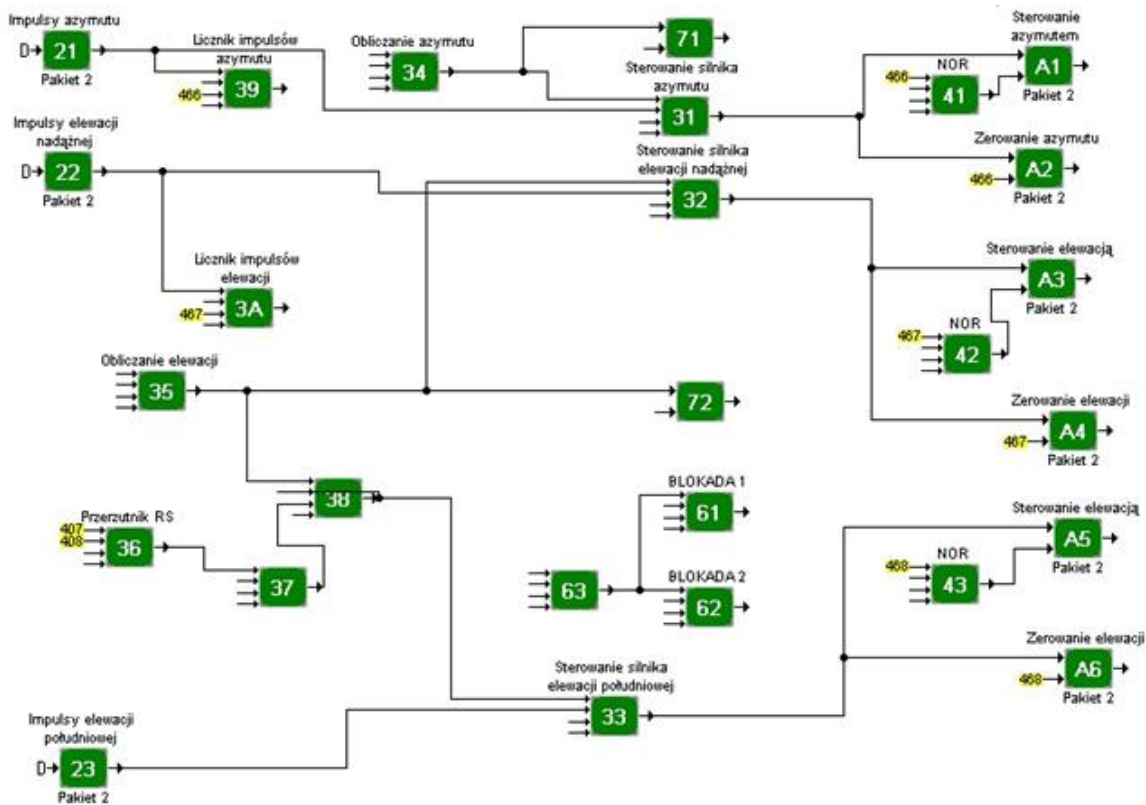 Impulsy azymutu
D
21
Pakiet 2
Licznik impulsów
azymutu
466
39
Obliczanie azymutu
34
71
Sterowanie silnika
azymutu
31
Sterowanie
azymutem
A1
Pakiet 2
NOR
466
41
Zerowanie azymutu
466
A2
Pakiet 2
Impulsy elewacji
nadążnej
D
22
Pakiet 2
Sterowanie silnika
elewacji nadążnej
32
Licznik impulsów
elewacji
467
3A
Sterowanie elewacją
A3
Pakiet 2
NOR
467
42
Obliczanie elewacji
35
72
Zerowanie elewacji
467
A4
Pakiet 2
38
Przerzutnik RS
407
408
36
37
BLOKADA 1
61
63
BLOKADA 2
62
Sterowanie elewacją
A5
Pakiet 2
NOR
468
43
Zerowanie elewacji
468
A6
Pakiet 2
Sterowanie silnika
elewacji południowej
33
Impulsy elewacji
południowej
D
23
Pakiet 2